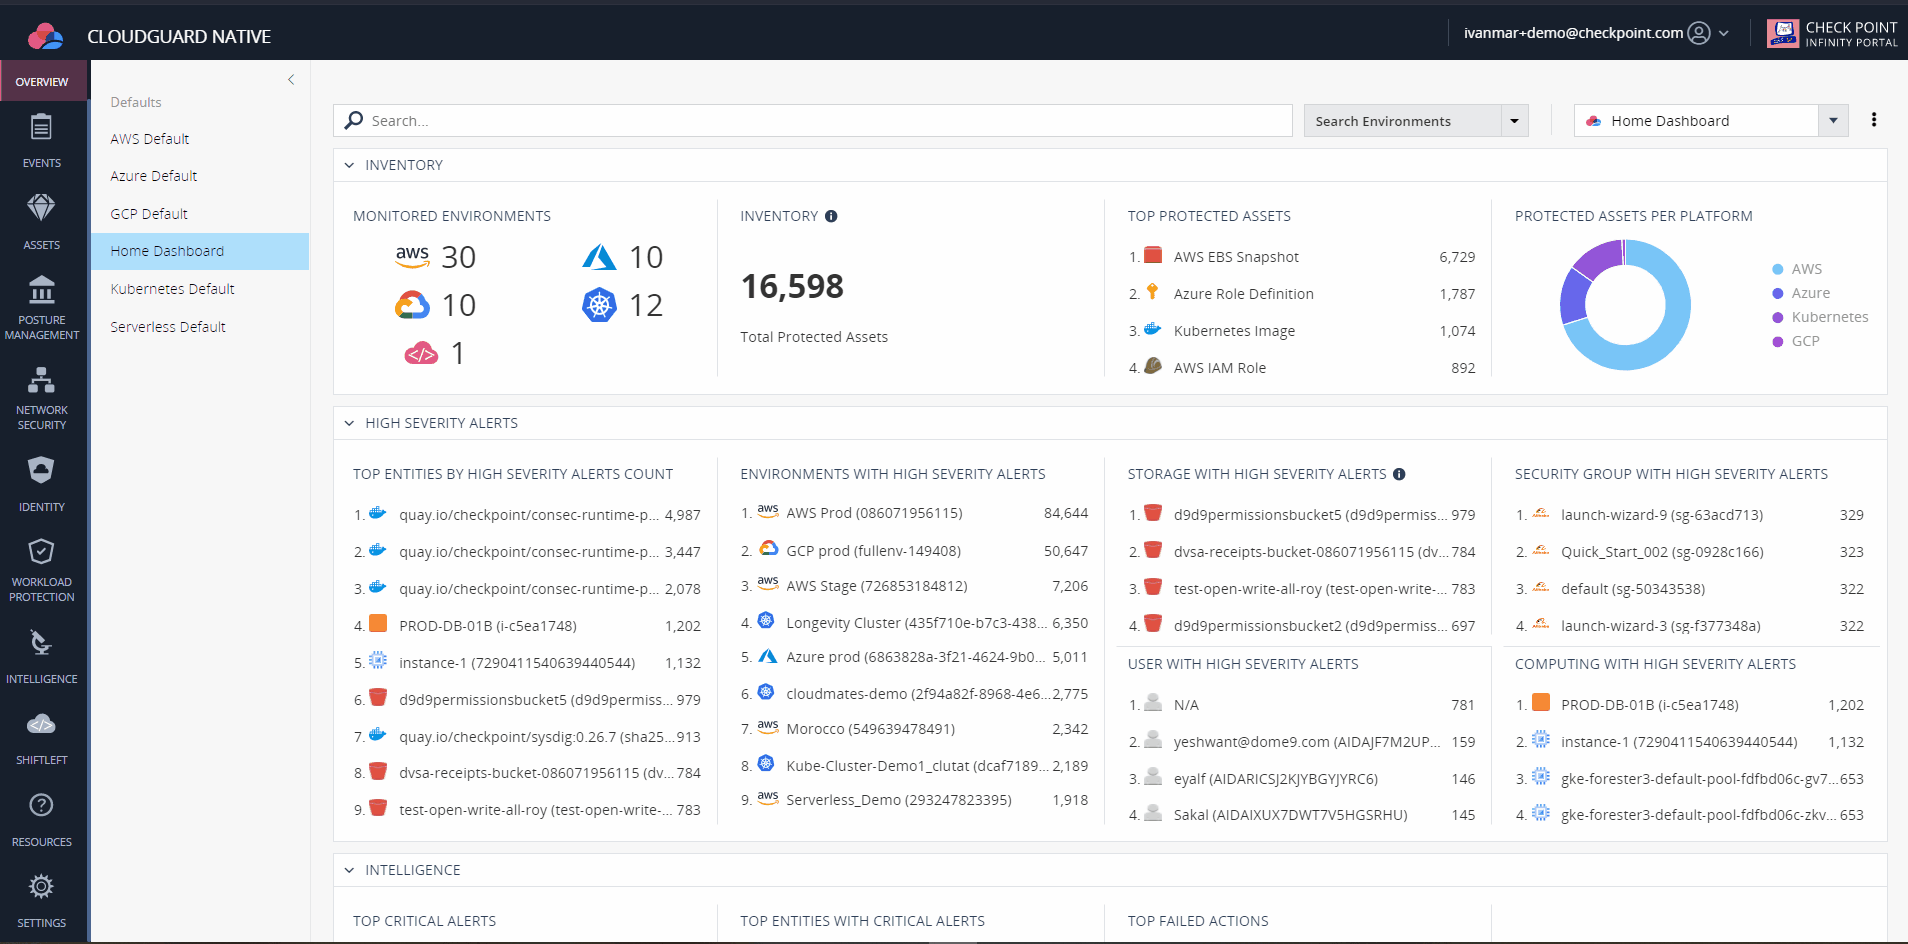 CLOUDGUARD NATIVE
ivanmar+demo@checkpoint.com
CHECK POINT
INFINITY PORTAL
OVERVIEW
EVENTS
ASSETS
POSTURE
MANAGEMENT
NETWORK
SECURITY
IDENTITY
WORKLOAD
PROTECTION
INTELLIGENCE
SHIFTLEFT
RESOURCES
SETTINGS
Defaults
AWS Default
Azure Default
GCP Default
Home Dashboard
Kubernetes Default
Serverless Default
Search...
Search Environments
Home Dashboard
INVENTORY
MONITORED ENVIRONMENTS
aws 30
10
10
12
1
INVENTORY
16,598
Total Protected Assets
TOP PROTECTED ASSETS
1. AWS EBS Snapshot 6,729
2. Azure Role Definition 1,787
3. Kubernetes Image 1,074
4. AWS IAM Role 892
PROTECTED ASSETS PER PLATFORM
AWS
Azure
Kubernetes
GCP
HIGH SEVERITY ALERTS
TOP ENTITIES BY HIGH SEVERITY ALERTS COUNT
1. quay.io/checkpoint/consec-runtime-p... 4,987
2. quay.io/checkpoint/consec-runtime-p... 3,447
3. quay.io/checkpoint/consec-runtime-p... 2,078
4. PROD-DB-01B (i-c5ea1748) 1,202
5. instance-1 (7290411540639440544) 1,132
6. d9d9permissionsbucket5 (d9d9permiss... 979
7. quay.io/checkpoint/sysdig:0.26.7 (sha25... 913
8. dvsa-receipts-bucket-086071956115 (dv... 784
9. test-open-write-all-roy (test-open-write-... 783
ENVIRONMENTS WITH HIGH SEVERITY ALERTS
1. aws AWS Prod (086071956115) 84,644
2. GCP prod (fullenv-149408) 50,647
3. aws AWS Stage (726853184812) 7,206
4. Longevity Cluster (435f710e-b7c3-438... 6,350
5. Azure prod (6863828a-3f21-4624-9b0... 5,011
6. cloudmates-demo (2f94a82f-8968-4e6... 2,775
7. aws Morocco (549639478491) 2,342
8. Kube-Cluster-Demo1_clutat (dcaf7189... 2,189
9. aws Serverless_Demo (293247823395) 1,918
STORAGE WITH HIGH SEVERITY ALERTS
1. d9d9permissionsbucket5 (d9d9permiss... 979
2. dvsa-receipts-bucket-086071956115 (dv... 784
3. test-open-write-all-roy (test-open-write-... 783
4. d9d9permissionsbucket2 (d9d9permiss... 697
SECURITY GROUP WITH HIGH SEVERITY ALERTS
1. launch-wizard-9 (sg-63acd713) 329
2. Quick_Start_002 (sg-0928c166) 323
3. default (sg-50343538) 322
4. launch-wizard-3 (sg-f377348a) 322
USER WITH HIGH SEVERITY ALERTS
1. N/A 781
2. yeshwant@dome9.com (AIDAJF7M2UP... 159
3. eyalf (AIDARICSJ2KJYBGYJYRC6) 146
4. Sakal (AIDAIXUX7DWT7V5HGSRHU) 145
COMPUTING WITH HIGH SEVERITY ALERTS
1. PROD-DB-01B (i-c5ea1748) 1,202
2. instance-1 (7290411540639440544) 1,132
3. gke-forester3-default-pool-fdfbd06c-gv7... 653
4. gke-forester3-default-pool-fdfbd06c-zkv... 653
INTELLIGENCE
TOP CRITICAL ALERTS
TOP ENTITIES WITH CRITICAL ALERTS
TOP FAILED ACTIONS